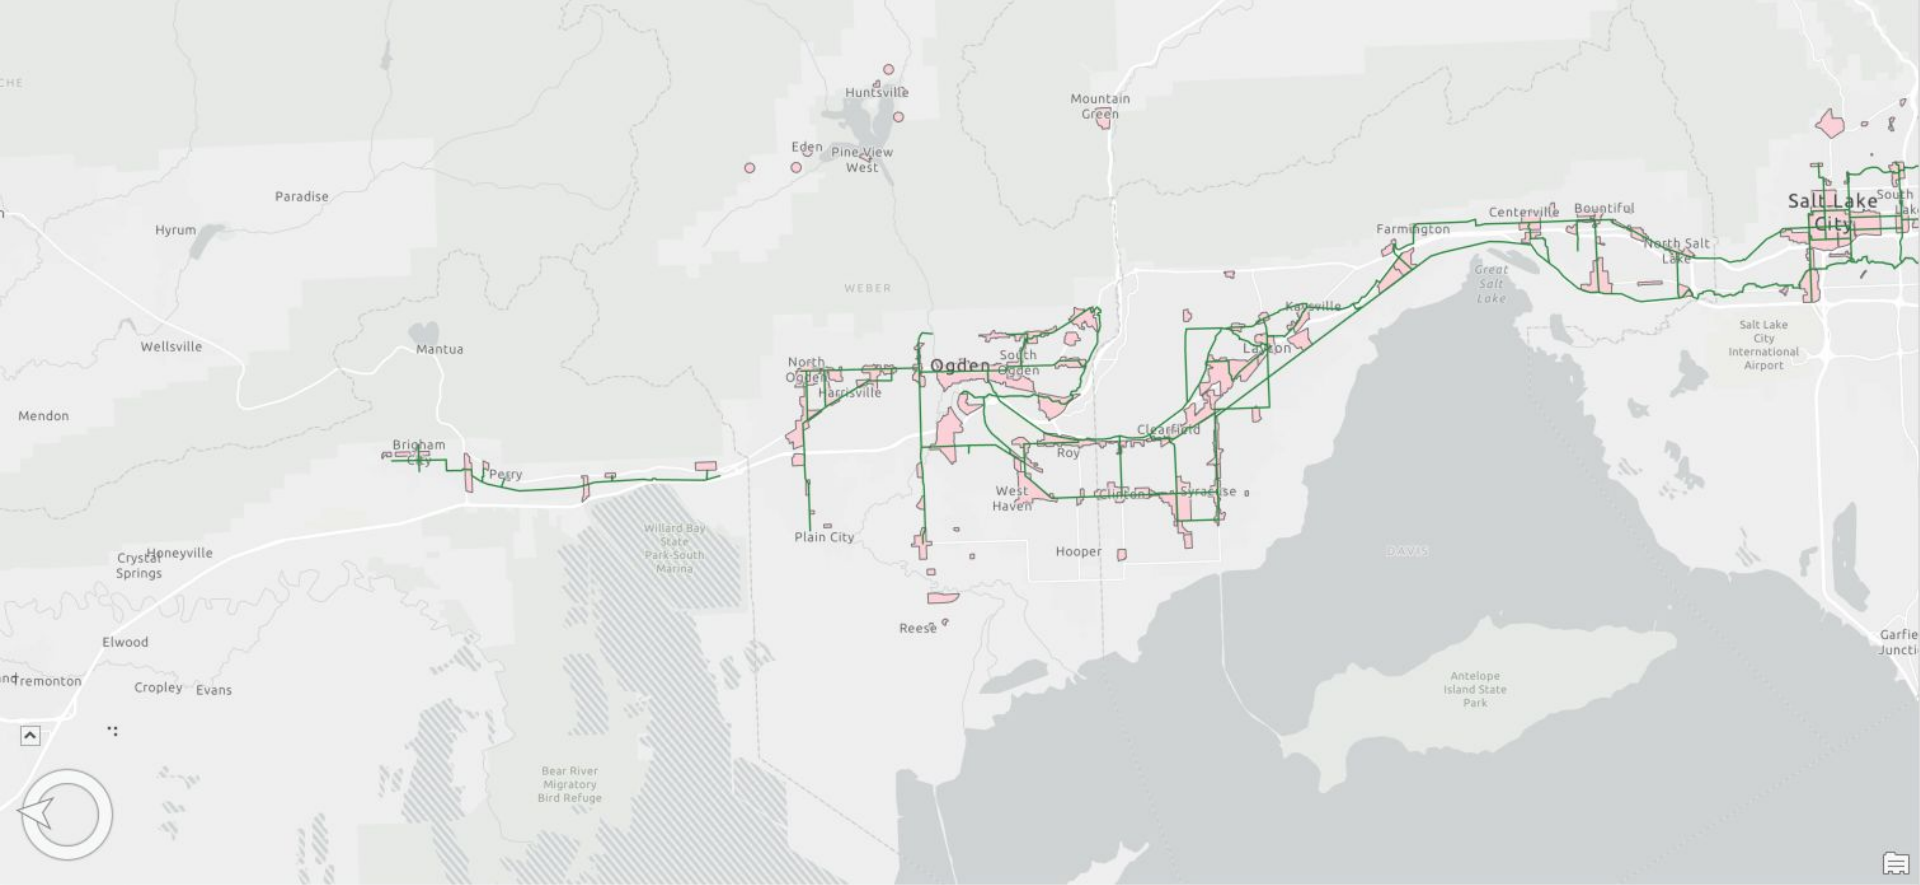 CHE
Huntsville
Mountain
Green
Eden
Pine View
West
Paradise
Salt Lake
City
South
Lake
Hyrum
Farmington
Centerville
Bountiful
North Salt
Lake
Great
Salt
Lake
WEBER
Kaysville
Wellsville
Mantua
North
Ogden
Ogden
South
Ogden
Harrisville
Layton
Salt Lake
City
International
Airport
Mendon
Brigham
City
Perry
Clearfield
Roy
West
Haven
Clinton
Syracuse
Willard Bay
State
Park-South
Marina
Plain City
Hooper
DAVIS
Crystal
Springs
Honeyville
Reese
Elwood
Garfie
Juncti
Tremonton
Cropley
Evans
Antelope
Island State
Park
Bear River
Migratory
Bird Refuge